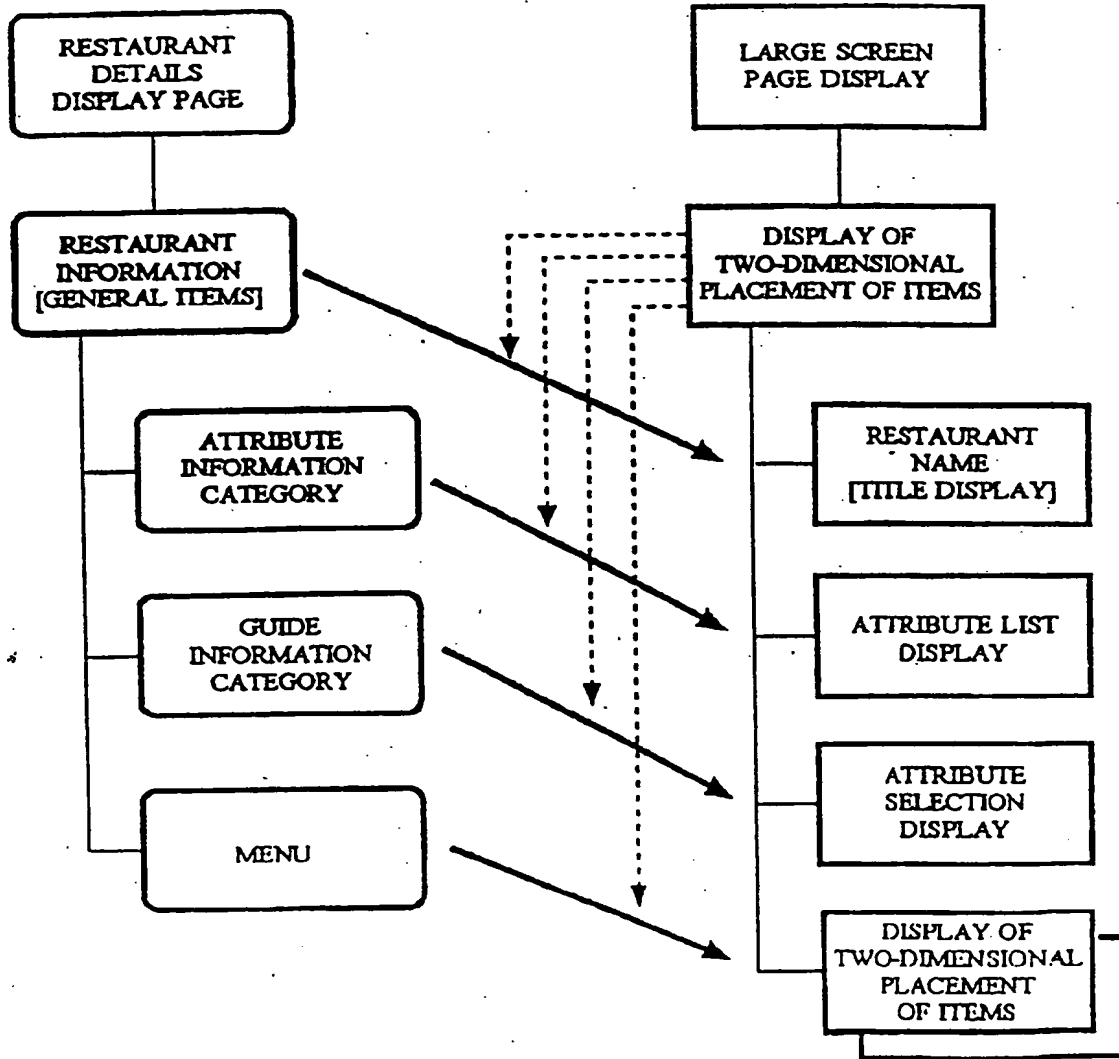 RESTAURANT
DETAILS
DISPLAY PAGE
RESTAURANT
INFORMATION
[GENERAL ITEMS]
ATTRIBUTE
INFORMATION
CATEGORY
GUIDE
INFORMATION
CATEGORY
MENU
LARGE SCREEN
PAGE DISPLAY
DISPLAY OF
TWO-DIMENSIONAL
PLACEMENT OF ITEMS
RESTAURANT
NAME
[TITLE DISPLAY]
ATTRIBUTE LIST
DISPLAY
ATTRIBUTE
SELECTION
DISPLAY
DISPLAY OF
TWO-DIMENSIONAL
PLACEMENT
OF ITEMS